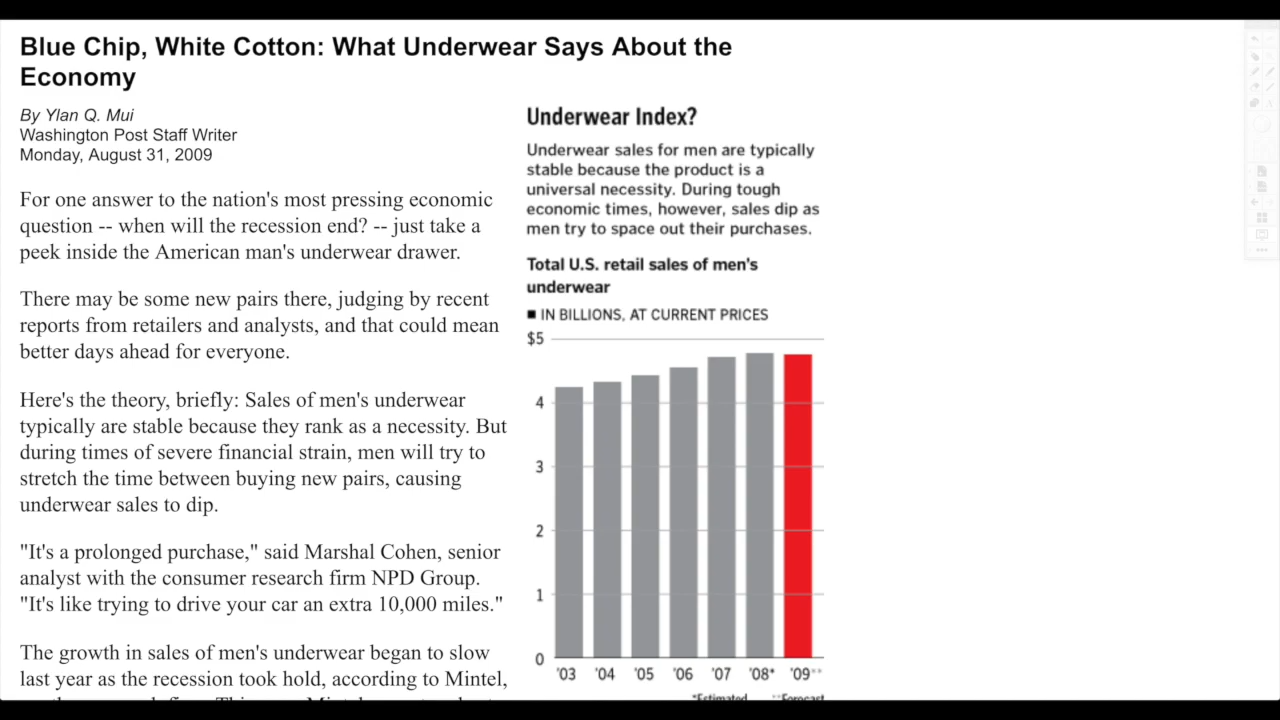 Blue Chip, White Cotton: What Underwear Says About the
Economy
By Ylan Q. Mui
Washington Post Staff Writer
Monday, August 31, 2009
For one answer to the nation's most pressing economic
question -- when will the recession end? -- just take a
peek inside the American man's underwear drawer.
There may be some new pairs there, judging by recent
reports from retailers and analysts, and that could mean
better days ahead for everyone.
Here's the theory, briefly: Sales of men's underwear
typically are stable because they rank as a necessity. But
during times of severe financial strain, men will try to
stretch the time between buying new pairs, causing
underwear sales to dip.
"It's a prolonged purchase," said Marshal Cohen, senior
analyst with the consumer research firm NPD Group.
"It's like trying to drive your car an extra 10,000 miles."
The growth in sales of men's underwear began to slow
last year as the recession took hold, according to Mintel,
Underwear Index?
Underwear sales for men are typically
stable because the product is a
universal necessity. During tough
economic times, however, sales dip as
men try to space out their purchases.
Total U.S. retail sales of men's
underwear
■ IN BILLIONS, AT CURRENT PRICES
$5
4
3
2
1
0
'03 '04 '05 '06 '07 '08* '09**
*Estimated **Forecast